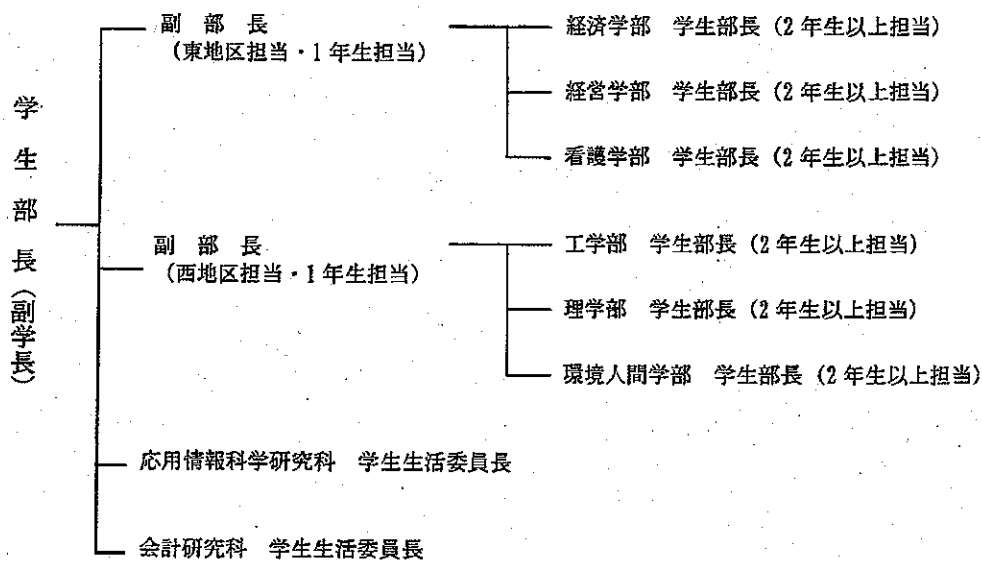 学生部長（副学長）
副部長
（東地区担当・1年生担当）
経済学部　学生部長（2年生以上担当）
経営学部　学生部長（2年生以上担当）
看護学部　学生部長（2年生以上担当）
副部長
（西地区担当・1年生担当）
工学部　学生部長（2年生以上担当）
理学部　学生部長（2年生以上担当）
環境人間学部　学生部長（2年生以上担当）
応用情報科学研究科　学生生活委員長
会計研究科　学生生活委員長